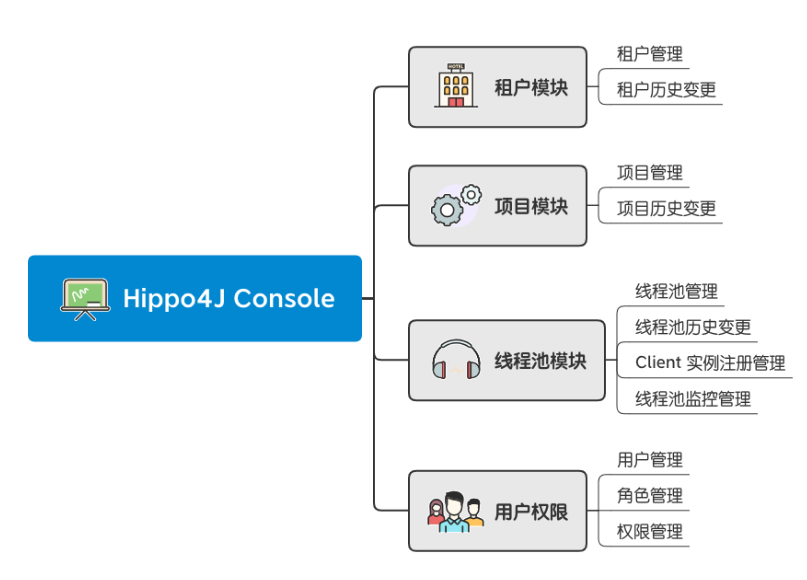 Hippo4J Console
HOTEL
租户模块
租户管理
租户历史变更
项目模块
项目管理
项目历史变更
线程池模块
线程池管理
线程池历史变更
Client 实例注册管理
线程池监控管理
用户权限
用户管理
角色管理
权限管理